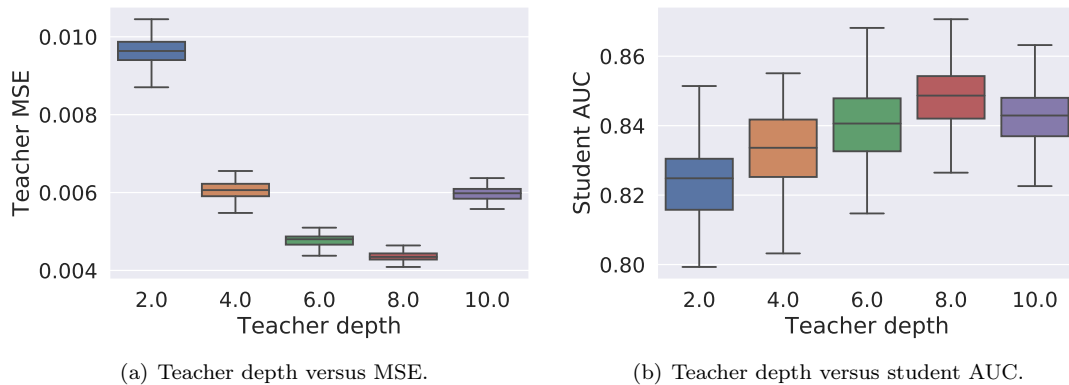 0.010
0.008
0.006
0.004
Teacher MSE
2.0 4.0 6.0 8.0 10.0
Teacher depth
(a) Teacher depth versus MSE.
0.86
0.84
0.82
0.80
Student AUC
2.0 4.0 6.0 8.0 10.0
Teacher depth
(b) Teacher depth versus student AUC.